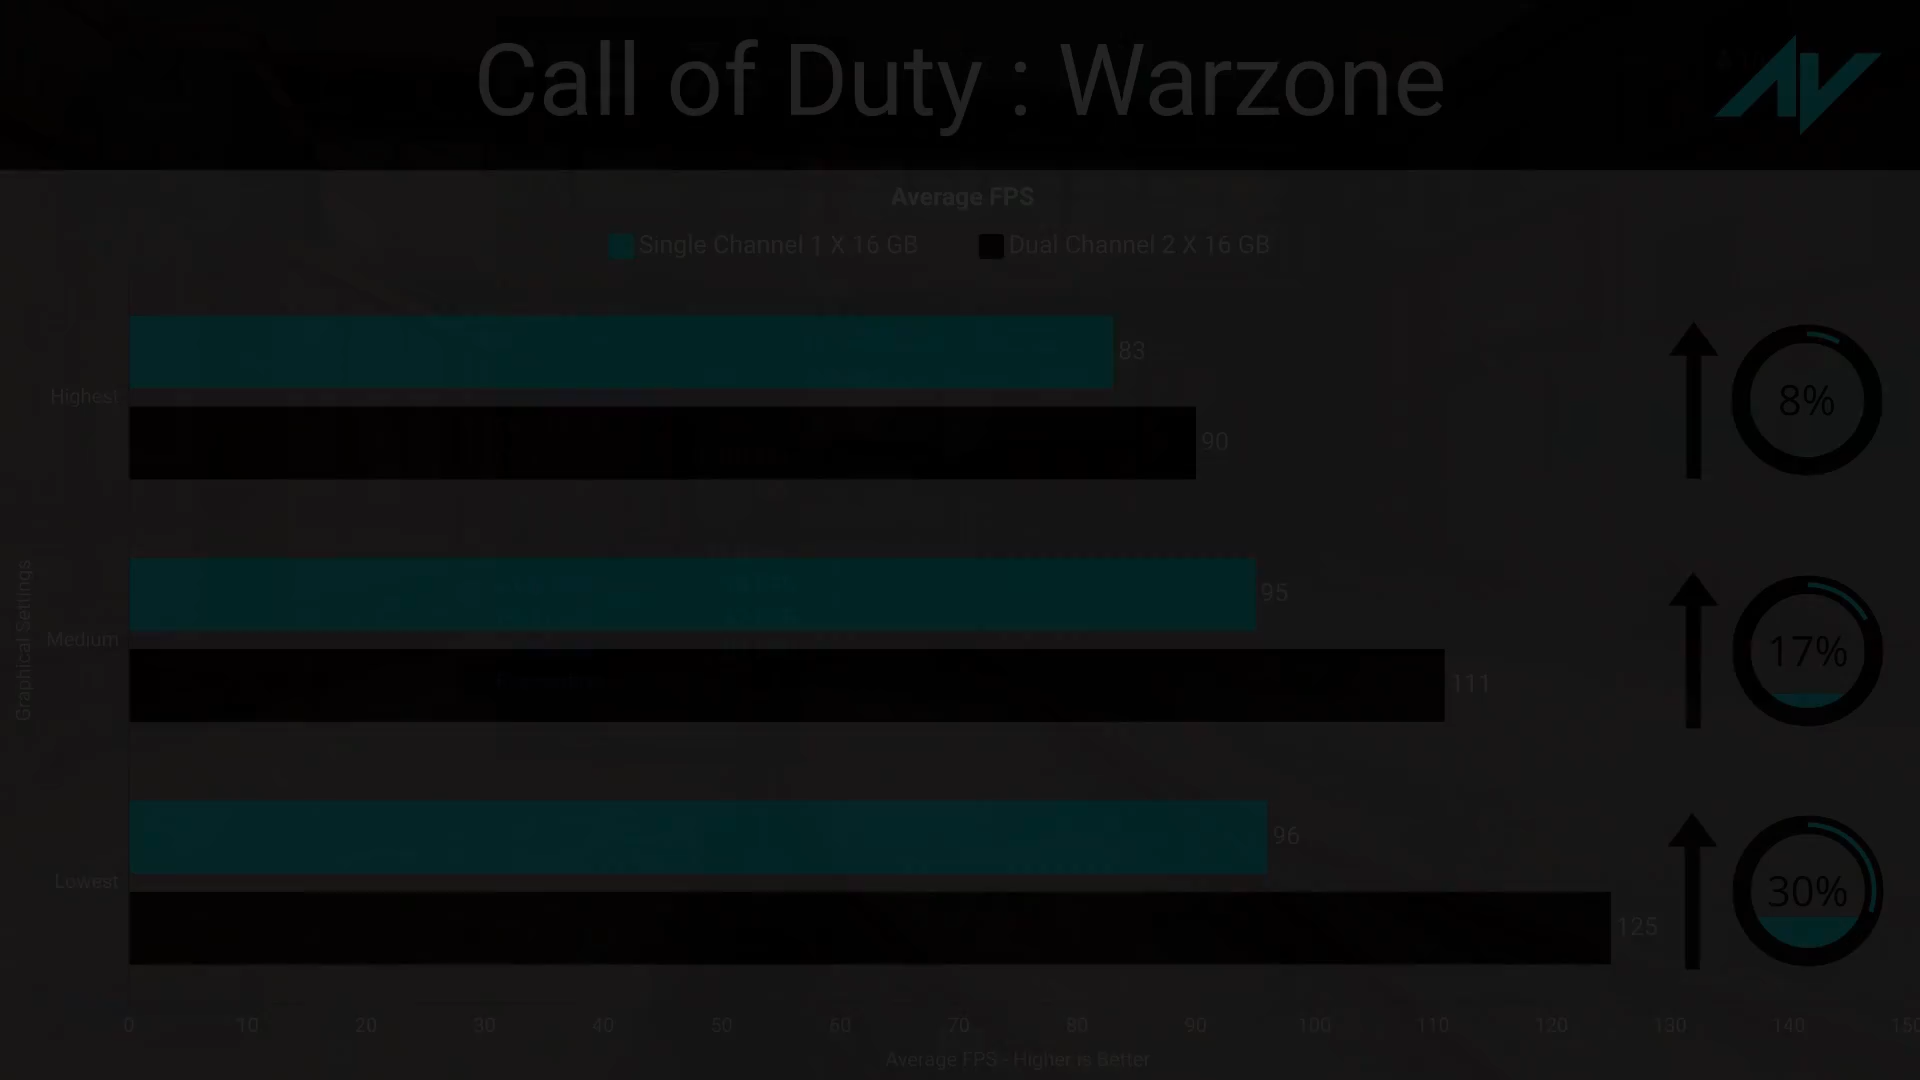 Call of Duty : Warzone
Average FPS
Single Channel 1 X 16 GB
Dual Channel 2 X 16 GB
83
Highest
90
8%
95
Graphical Settings
Medium
111
17%
96
Lowest
125
30%
0 10 20 30 40 50 60 70 80 90 100 110 120 130 140 150
Average FPS - Higher is Better